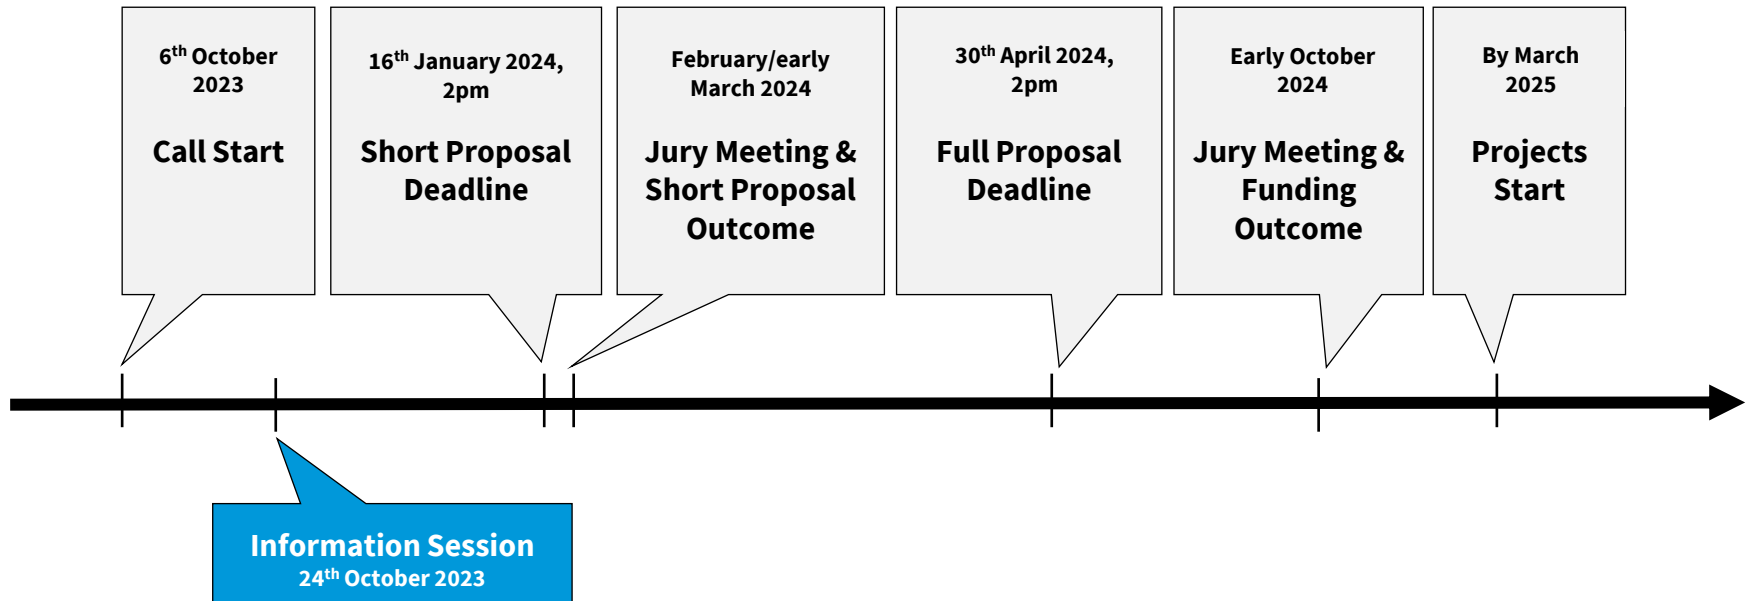 6th October
2023
Call Start
16th January 2024,
2pm
Short Proposal
Deadline
February/early
March 2024
Jury Meeting &
Short Proposal
Outcome
30th April 2024,
2pm
Full Proposal
Deadline
Early October
2024
Jury Meeting &
Funding
Outcome
By March
2025
Projects
Start
Information Session
24th October 2023